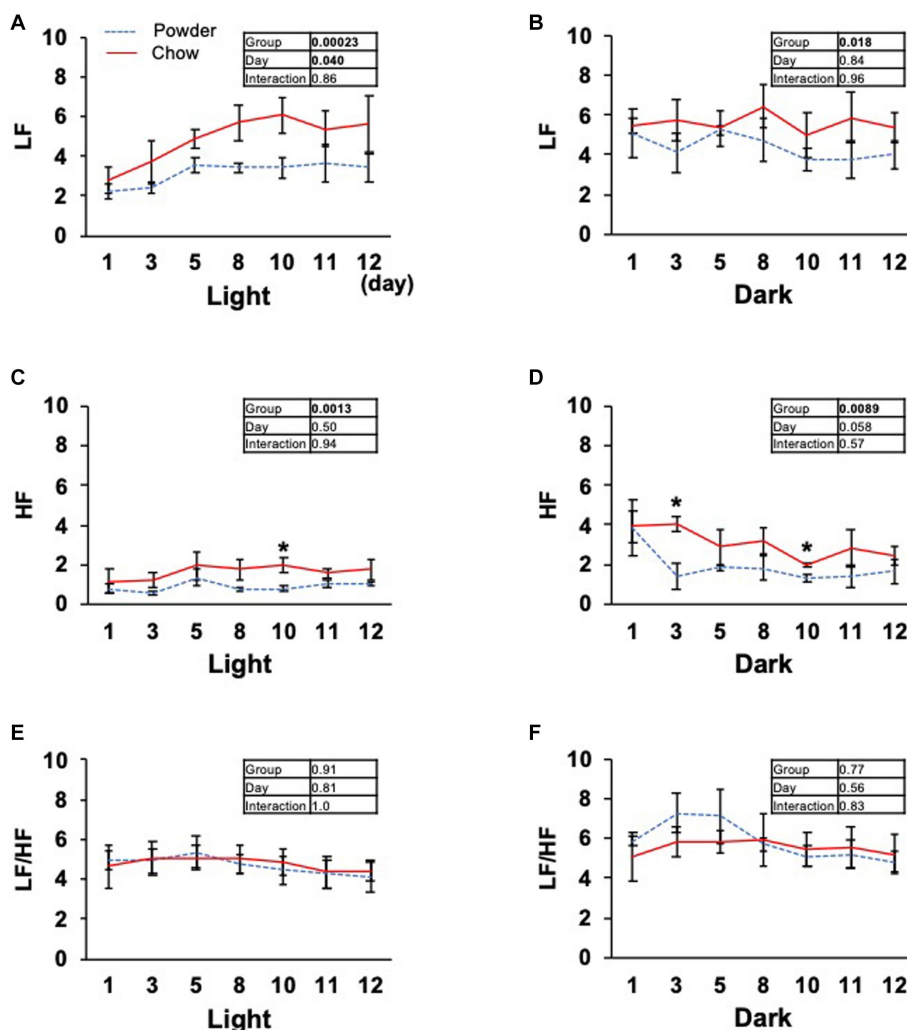 A
Powder
Chow
Group 0.00023
Day 0.040
Interaction 0.86
LF
10
8
6
4
2
0
1 3 5 8 10 11 12
(day)
Light
B
Group 0.018
Day 0.84
Interaction 0.96
LF
10
8
6
4
2
0
1 3 5 8 10 11 12
Dark
C
Group 0.0013
Day 0.50
Interaction 0.94
HF
10
8
6
4
2
0
*
1 3 5 8 10 11 12
Light
D
Group 0.0089
Day 0.058
Interaction 0.57
HF
10
8
6
4
2
0
* *
1 3 5 8 10 11 12
Dark
E
Group 0.91
Day 0.81
Interaction 1.0
LF/HF
10
8
6
4
2
0
1 3 5 8 10 11 12
Light
F
Group 0.77
Day 0.56
Interaction 0.83
LF/HF
10
8
6
4
2
0
1 3 5 8 10 11 12
Dark